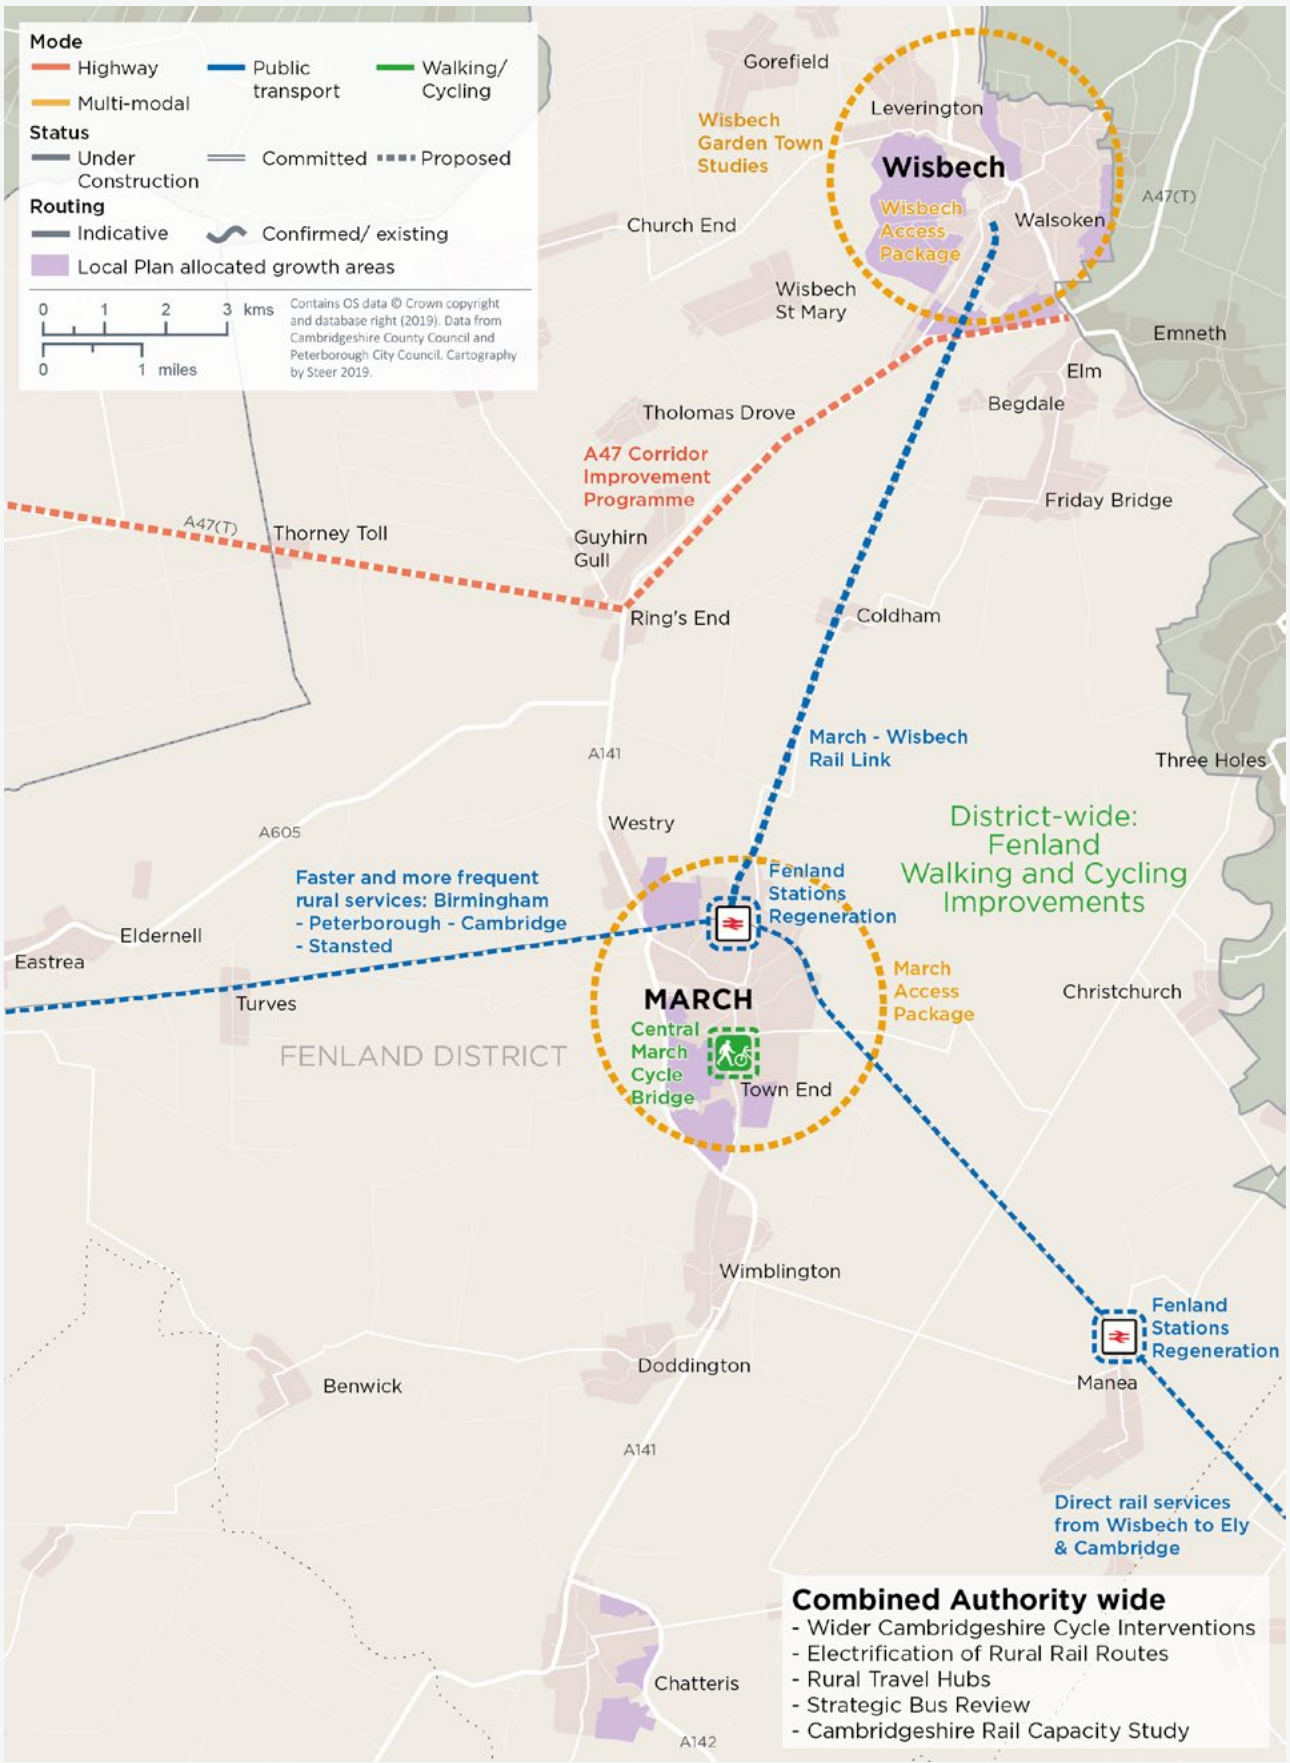 Mode
Highway
Public
transport
Walking/
Cycling
Multi-modal
Status
Under
Construction
Committed
Proposed
Routing
Indicative
Confirmed/ existing
Local Plan allocated growth areas
0 1 2 3 kms
0 1 miles
Contains OS data © Crown copyright
and database right (2019). Data from
Cambridgeshire County Council and
Peterborough City Council. Cartography
by Steer 2019.
Gorefield
Leverington
Wisbech
Garden Town
Studies
Wisbech
Wisbech
Access
Package
Walsoken
A47(T)
Church End
Wisbech
St Mary
Emneth
Elm
Begdale
Tholomas Drove
A47 Corridor
Improvement
Programme
Friday Bridge
A47(T)
Thorney Toll
Guyhirn
Gull
Ring's End
Coldham
March - Wisbech
Rail Link
A141
Three Holes
Westry
A605
District-wide:
Fenland
Walking and Cycling
Improvements
Faster and more frequent
rural services: Birmingham
- Peterborough - Cambridge
- Stansted
Fenland
Stations
Regeneration
Eldernell
Eastrea
Turves
MARCH
March
Access
Package
Christchurch
FENLAND DISTRICT
Central
March
Cycle
Bridge
Town End
Wimblington
Fenland
Stations
Regeneration
Doddington
Manea
Benwick
A141
Direct rail services
from Wisbech to Ely
& Cambridge
Chatteris
A142
Combined Authority wide
- Wider Cambridgeshire Cycle Interventions
- Electrification of Rural Rail Routes
- Rural Travel Hubs
- Strategic Bus Review
- Cambridgeshire Rail Capacity Study